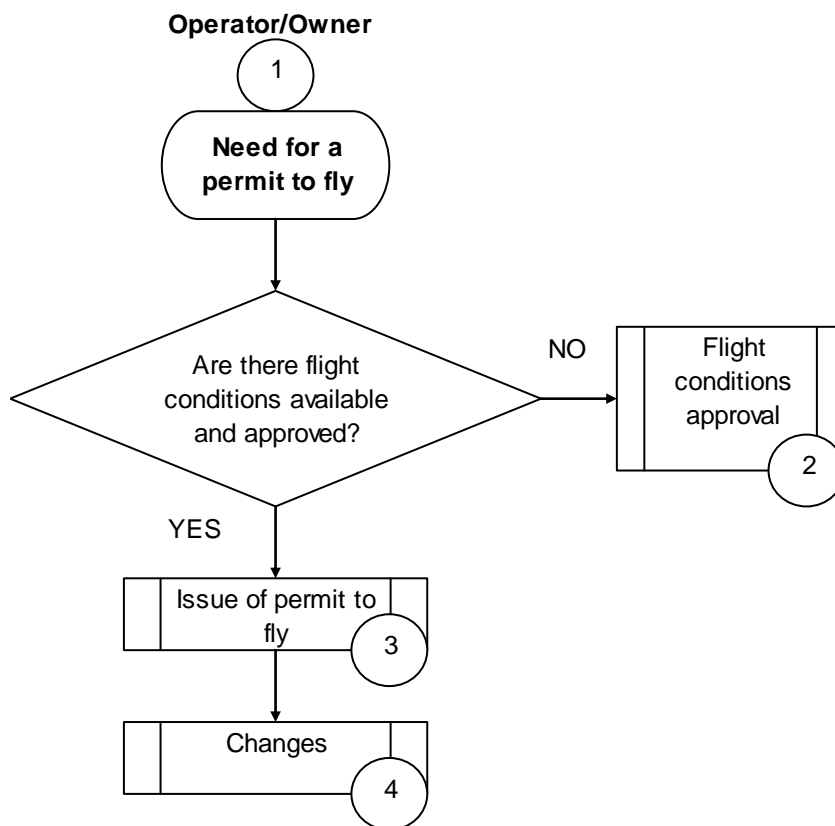 Operator/Owner
1
Need for a
permit to fly
Are there flight
conditions available
and approved?
NO
Flight
conditions
approval
2
YES
Issue of permit to
fly
3
Changes
4